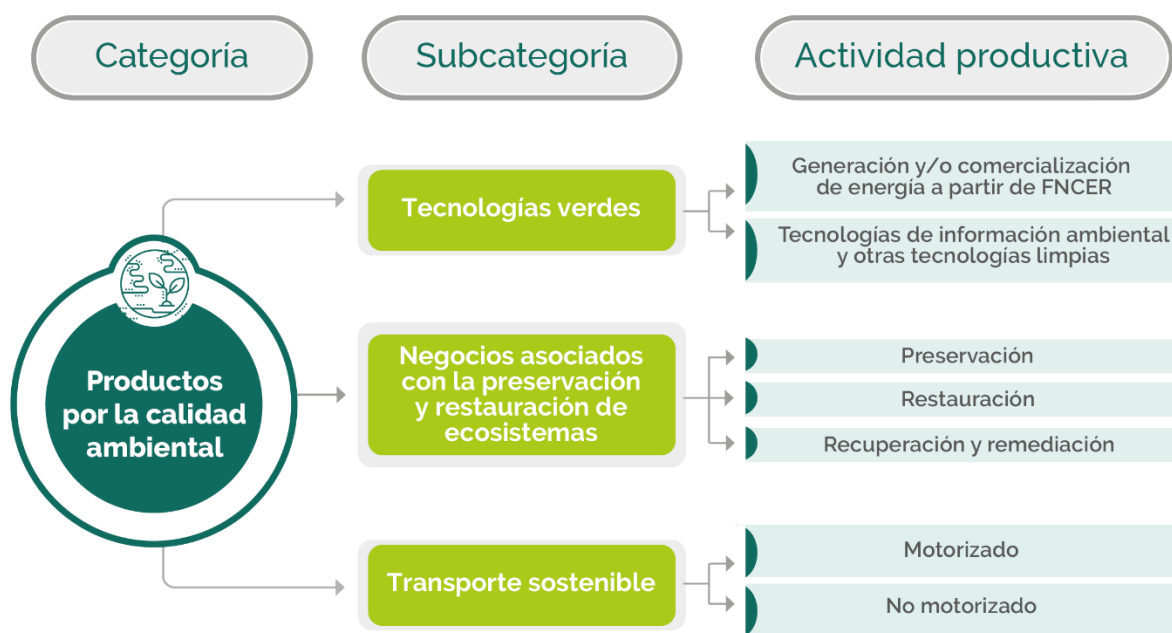 Categoría
Subcategoría
Actividad productiva
Productos
por la calidad
ambiental
Tecnologías verdes
Generación y/o comercialización
de energía a partir de FNCER
Tecnologías de información ambiental
y otras tecnologías limpias
Negocios asociados
con la preservación
y restauración de
ecosistemas
Preservación
Restauración
Recuperación y remediación
Transporte sostenible
Motorizado
No motorizado